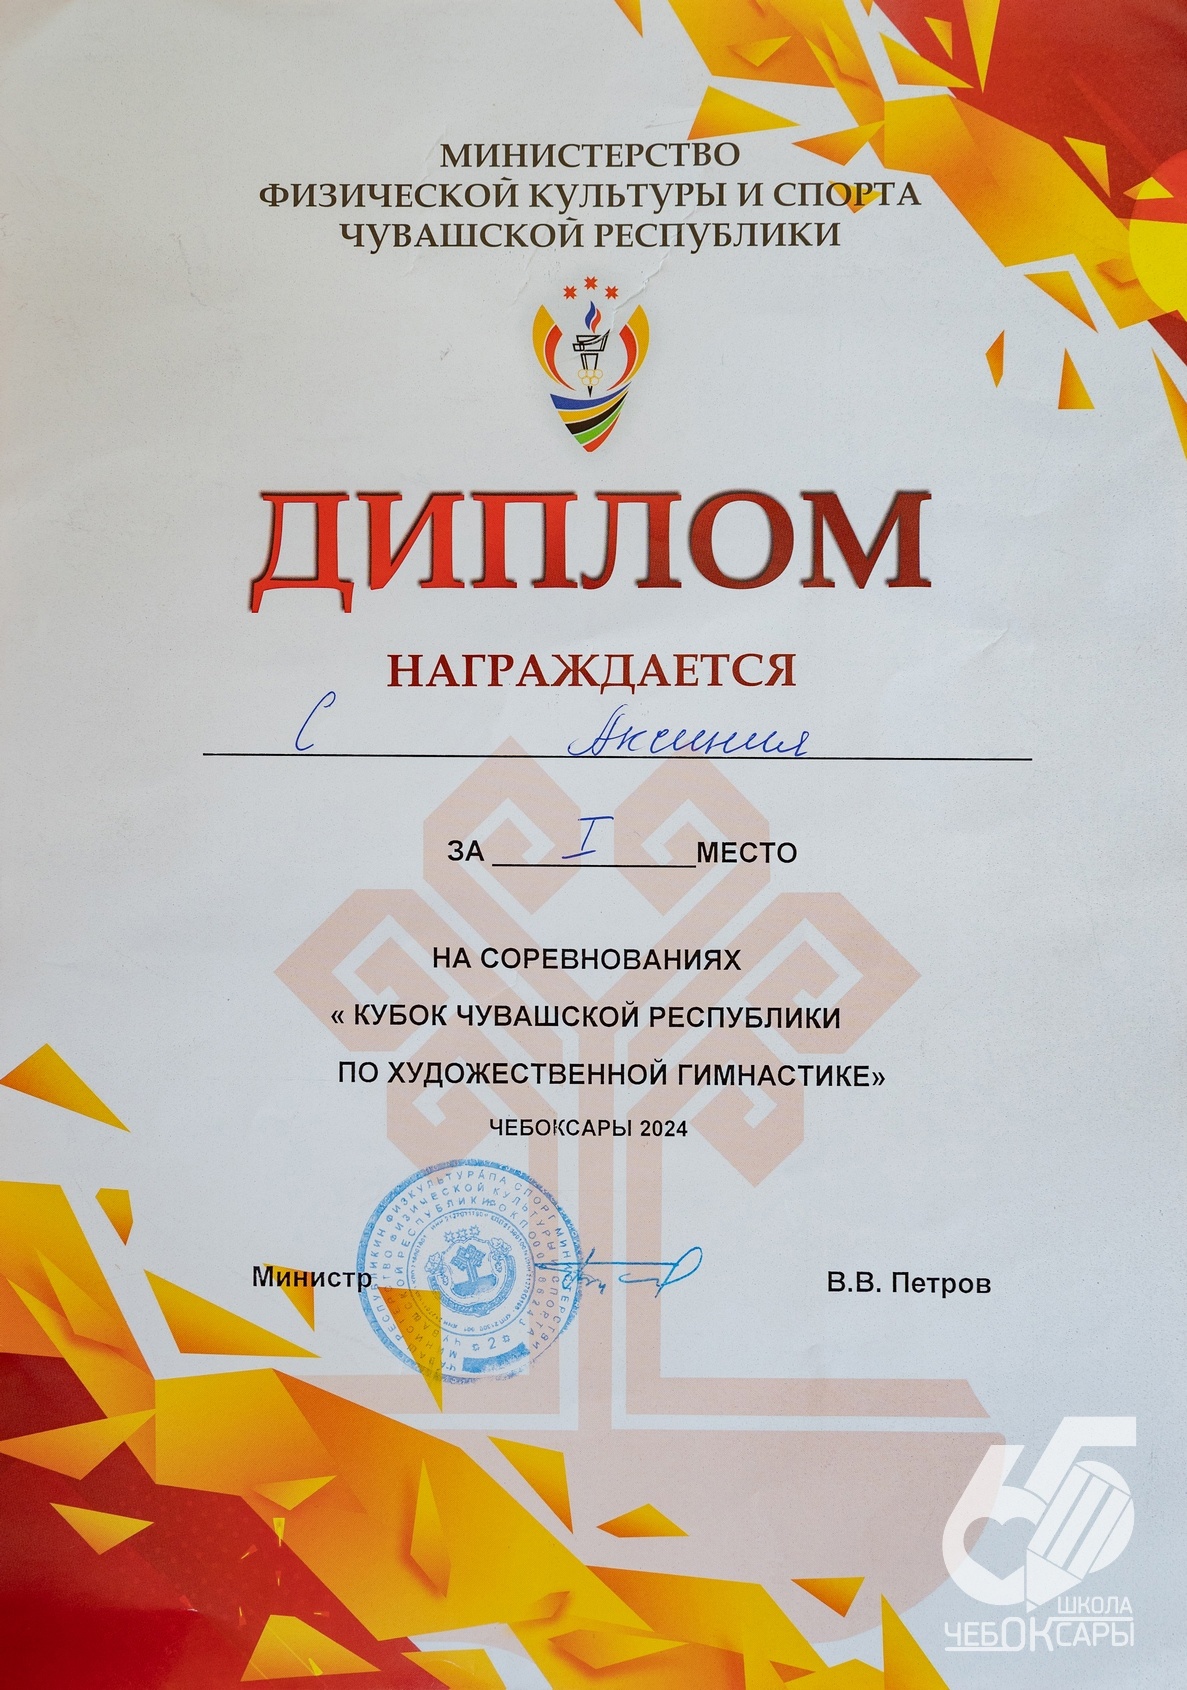 МИНИСТЕРСТВО
ФИЗИЧЕСКОЙ КУЛЬТУРЫ И СПОРТА
ЧУВАШСКОЙ РЕСПУБЛИКИ
ДИПЛОМ
НАГРАЖДАЕТСЯ
С Аксиния
ЗА I МЕСТО
НА СОРЕВНОВАНИЯХ
« КУБОК ЧУВАШСКОЙ РЕСПУБЛИКИ
ПО ХУДОЖЕСТВЕННОЙ ГИМНАСТИКЕ»
ЧЕБОКСАРЫ 2024
Министр В.В. Петров
65
ШКОЛА
ЧЕБОКСАРЫ